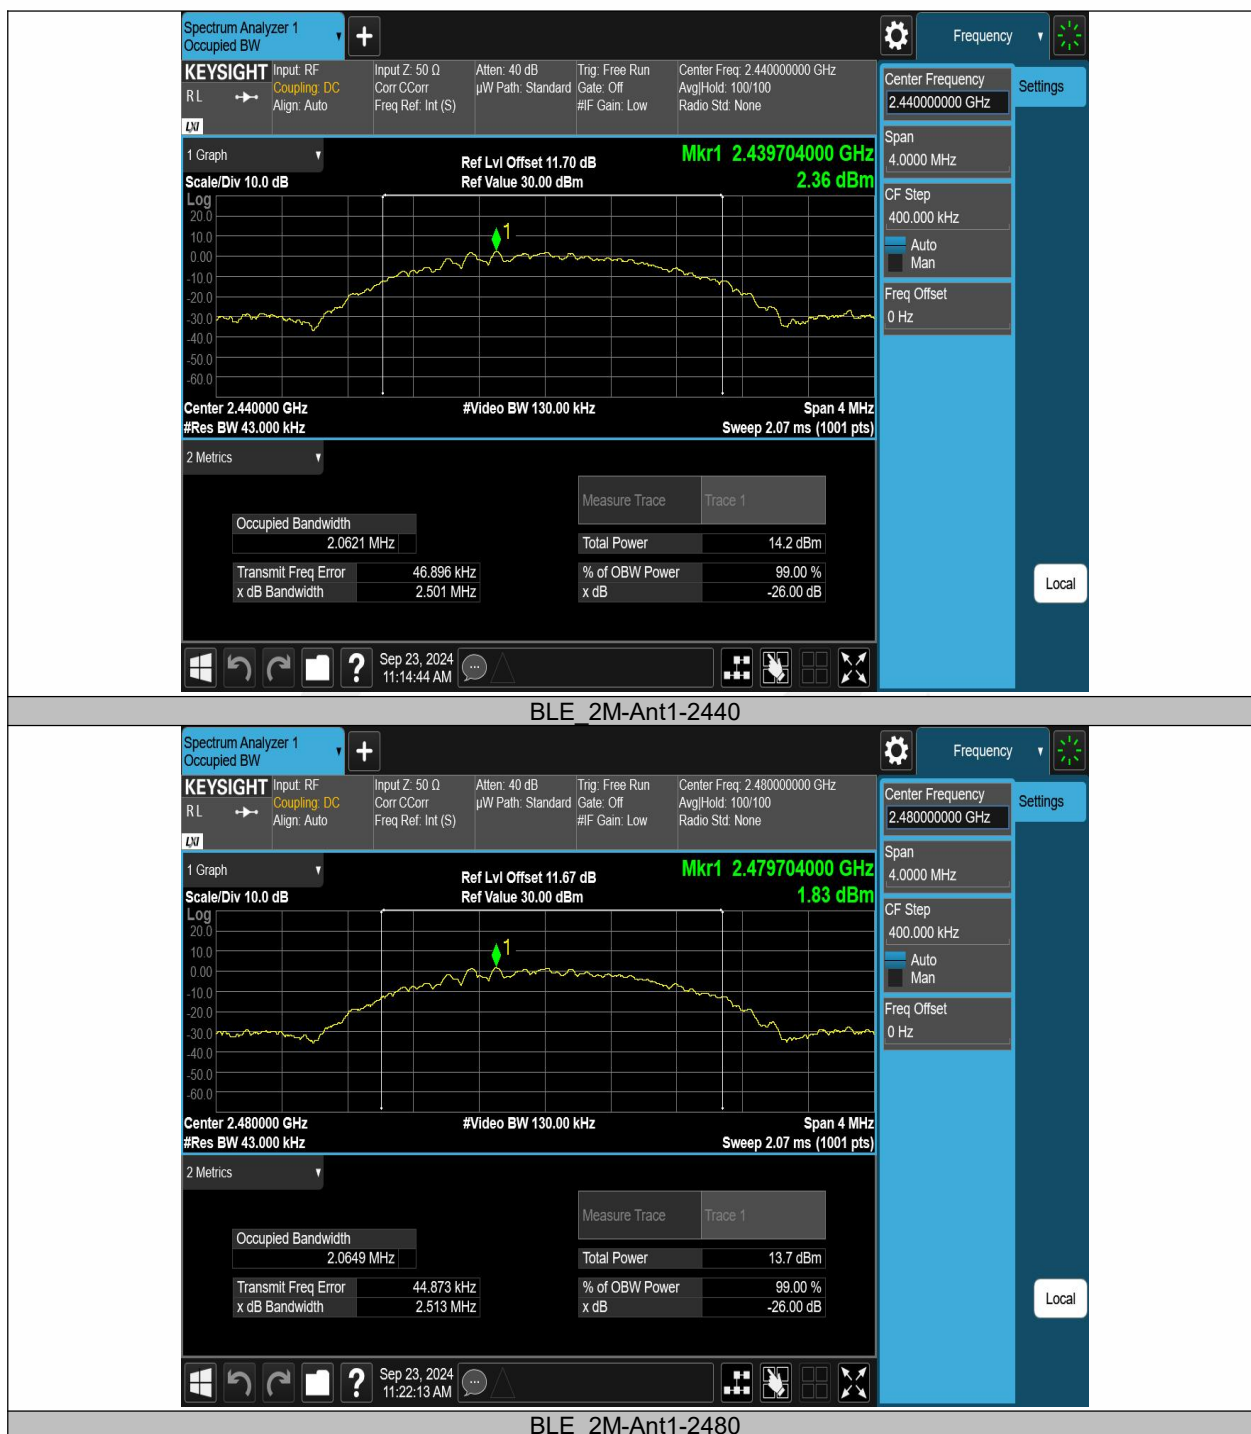 Spectrum Analyzer 1
Occupied BW
+
Frequency
KEYSIGHT
RL
LXI
Input: RF
Coupling: DC
Align: Auto
Input Z: 50 Ω
Corr CCorr
Freq Ref: Int (S)
Atten: 40 dB
µW Path: Standard
Trig: Free Run
Gate: Off
#IF Gain: Low
Center Freq: 2.440000000 GHz
Avg|Hold: 100/100
Radio Std: None
Center Frequency
2.440000000 GHz
Settings
Span
4.0000 MHz
CF Step
400.000 kHz
Auto
Man
Freq Offset
0 Hz
Local
1 Graph
Scale/Div 10.0 dB
Ref Lvl Offset 11.70 dB
Ref Value 30.00 dBm
Mkr1 2.439704000 GHz
2.36 dBm
Log
20.0
10.0
0.00
-10.0
-20.0
-30.0
-40.0
-50.0
-60.0
1
Center 2.440000 GHz
#Video BW 130.00 kHz
Span 4 MHz
#Res BW 43.000 kHz
Sweep 2.07 ms (1001 pts)
2 Metrics
Measure Trace Trace 1
Occupied Bandwidth
2.0621 MHz
Total Power 14.2 dBm
Transmit Freq Error 46.896 kHz
% of OBW Power 99.00 %
x dB Bandwidth 2.501 MHz
x dB -26.00 dB
?
Sep 23, 2024
11:14:44 AM
BLE_2M-Ant1-2440
Spectrum Analyzer 1
Occupied BW
+
Frequency
KEYSIGHT
RL
LXI
Input: RF
Coupling: DC
Align: Auto
Input Z: 50 Ω
Corr CCorr
Freq Ref: Int (S)
Atten: 40 dB
µW Path: Standard
Trig: Free Run
Gate: Off
#IF Gain: Low
Center Freq: 2.480000000 GHz
Avg|Hold: 100/100
Radio Std: None
Center Frequency
2.480000000 GHz
Settings
Span
4.0000 MHz
CF Step
400.000 kHz
Auto
Man
Freq Offset
0 Hz
Local
1 Graph
Scale/Div 10.0 dB
Ref Lvl Offset 11.67 dB
Ref Value 30.00 dBm
Mkr1 2.479704000 GHz
1.83 dBm
Log
20.0
10.0
0.00
-10.0
-20.0
-30.0
-40.0
-50.0
-60.0
1
Center 2.480000 GHz
#Video BW 130.00 kHz
Span 4 MHz
#Res BW 43.000 kHz
Sweep 2.07 ms (1001 pts)
2 Metrics
Measure Trace Trace 1
Occupied Bandwidth
2.0649 MHz
Total Power 13.7 dBm
Transmit Freq Error 44.873 kHz
% of OBW Power 99.00 %
x dB Bandwidth 2.513 MHz
x dB -26.00 dB
?
Sep 23, 2024
11:22:13 AM
BLE_2M-Ant1-2480